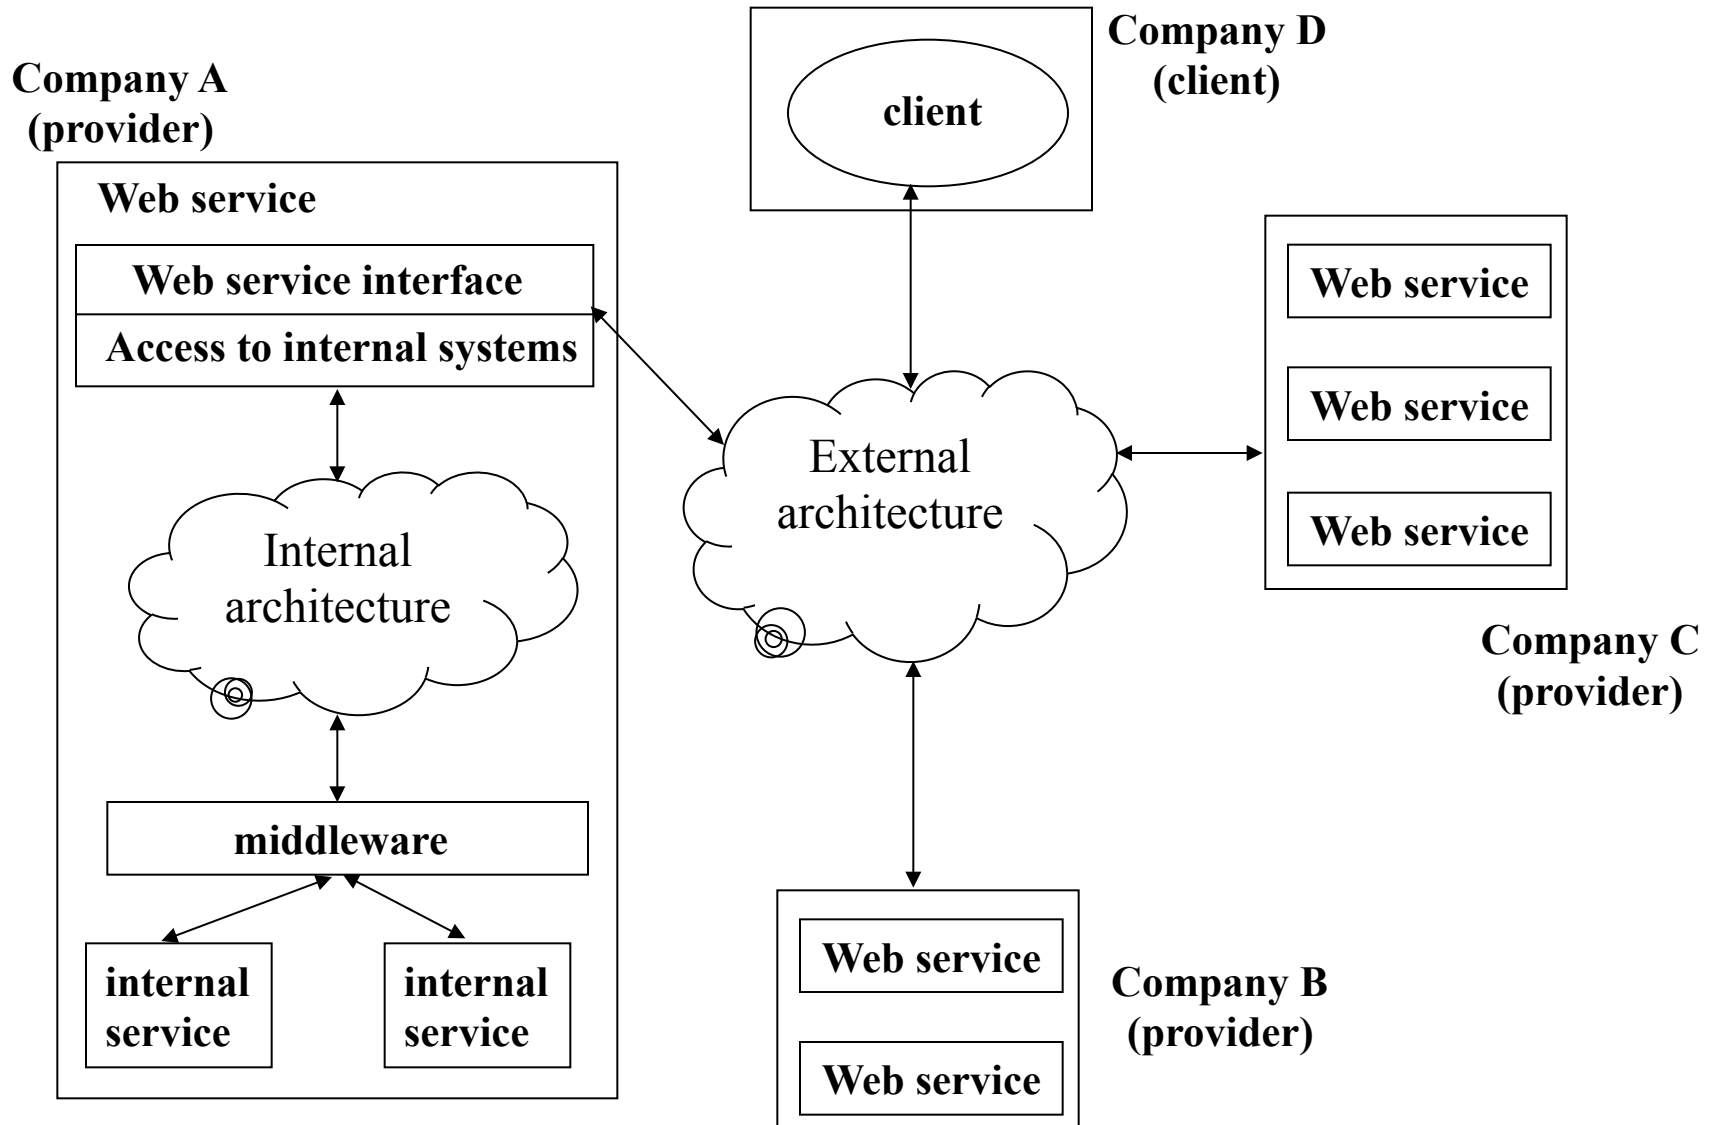 Company A
(provider)
Web service
Web service interface
Access to internal systems
Internal
architecture
middleware
internal
service
internal
service
client
Company D
(client)
External
architecture
Web service
Web service
Web service
Company C
(provider)
Web service
Web service
Company B
(provider)